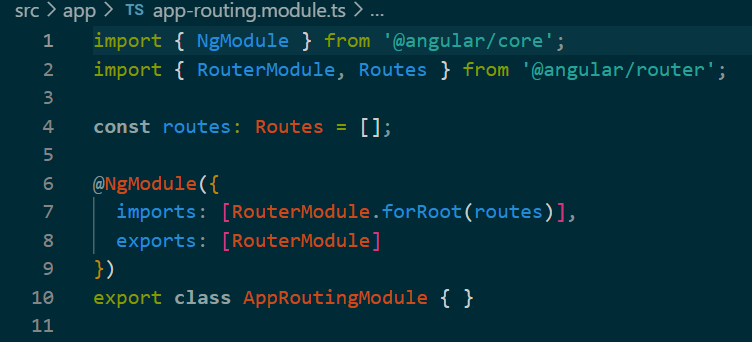 src > app > TS app-routing.module.ts > ...
1 import { NgModule } from '@angular/core';
2 import { RouterModule, Routes } from '@angular/router';
3
4 const routes: Routes = [];
5
6 @NgModule({
7   imports: [RouterModule.forRoot(routes)],
8   exports: [RouterModule]
9 })
10 export class AppRoutingModule { }
11